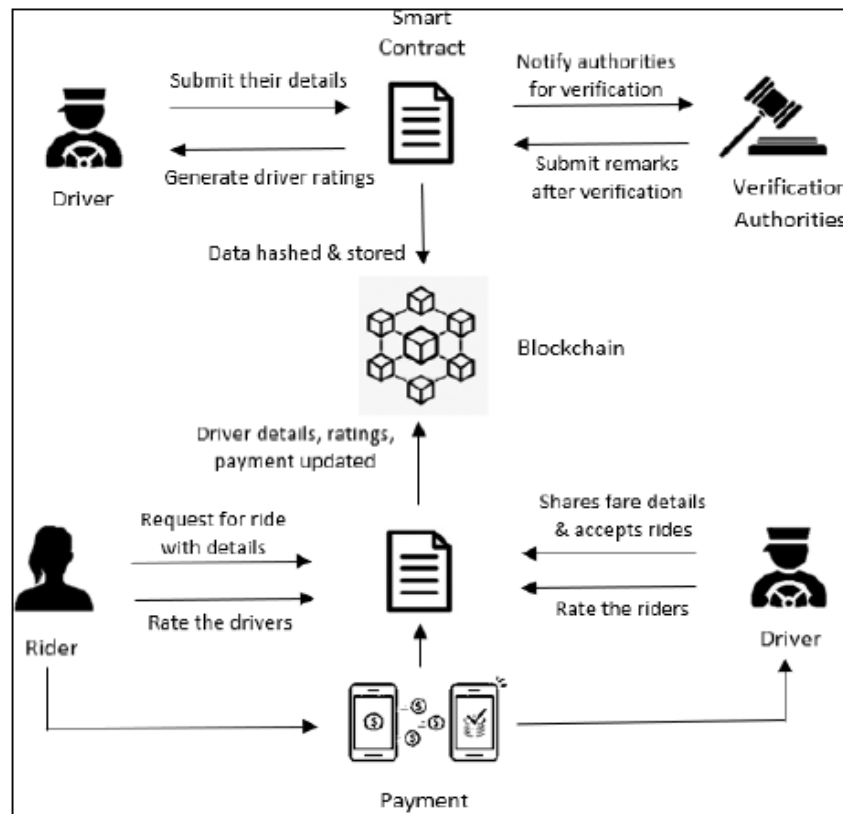 Smart
Contract
Submit their details
Notify authorities
for verification
Generate driver ratings
Submit remarks
after verification
Driver
Verification
Authorities
Data hashed & stored
Blockchain
Driver details, ratings,
payment updated
Request for ride
with details
Shares fare details
& accepts rides
Rate the drivers
Rate the riders
Rider
Driver
Payment